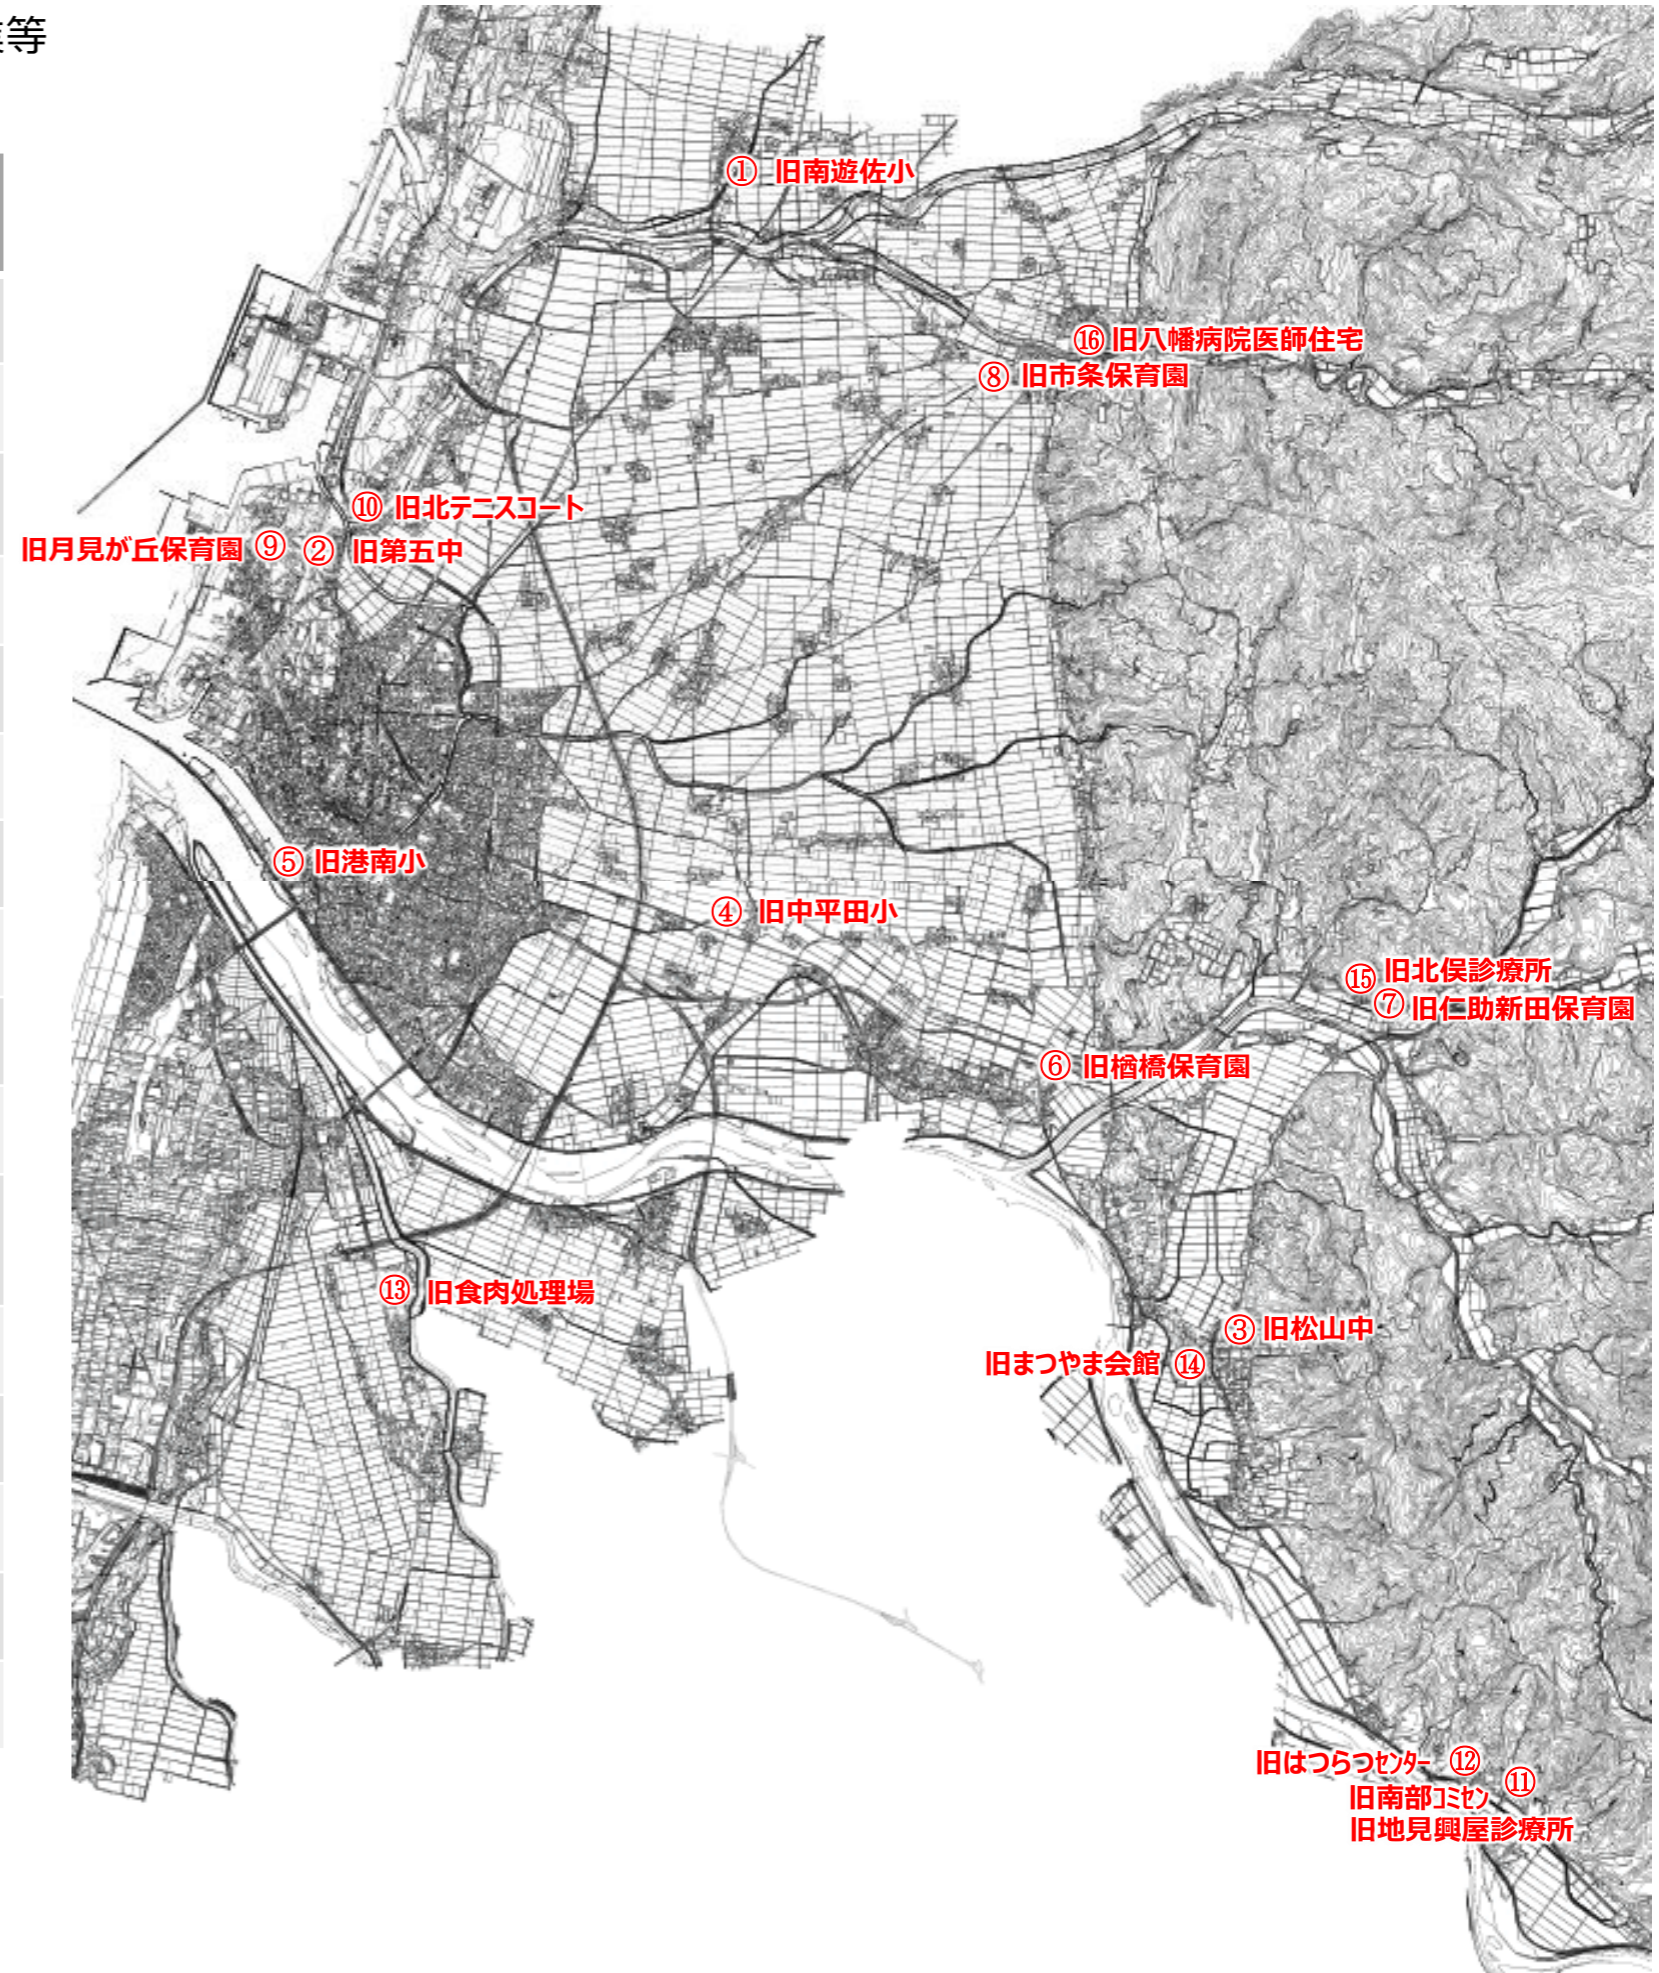 等
① 旧南遊佐小
⑯ 旧八幡病院医師住宅
⑧ 旧市条保育園
⑩ 旧北テニスコート
旧月見が丘保育園 ⑨ ② 旧第五中
⑤ 旧港南小
④ 旧中平田小
⑮ 旧北俣診療所
⑦ 旧仁助新田保育園
⑥ 旧楢橋保育園
⑬ 旧食肉処理場
③ 旧松山中
旧まつやま会館 ⑭
旧はつらつセンター ⑫
⑪
旧南部コミセン
旧地見興屋診療所